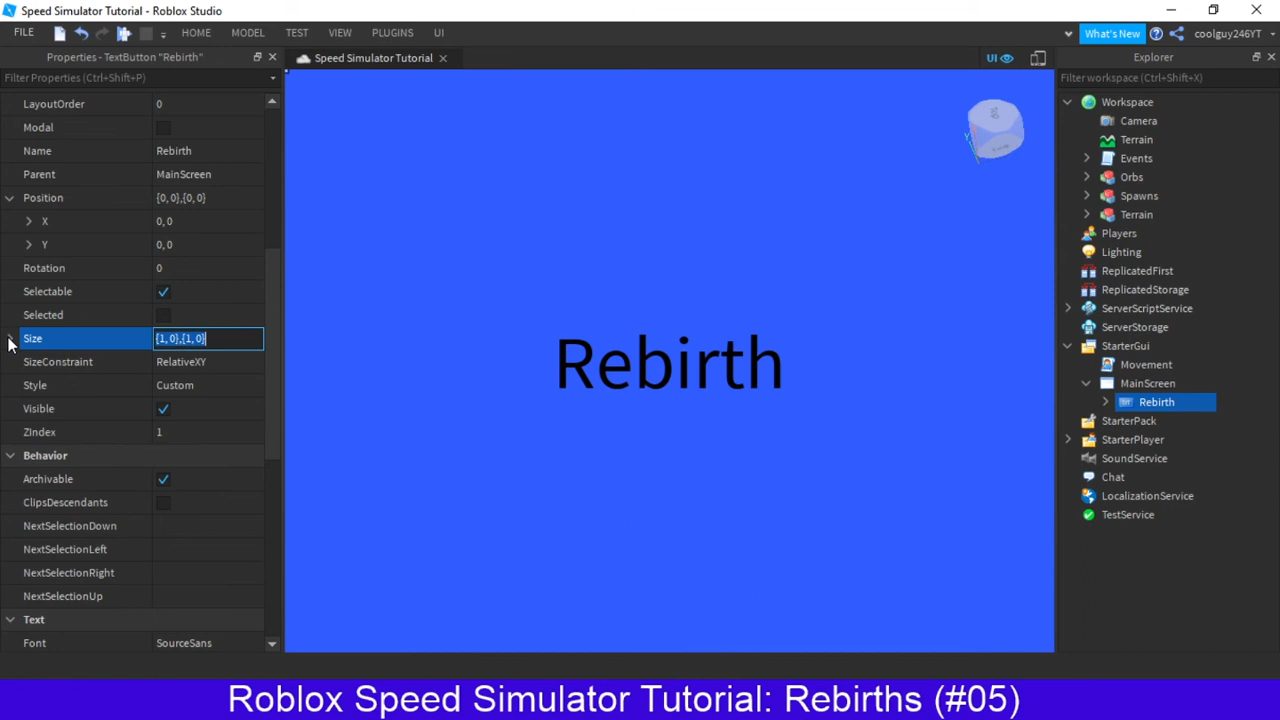 Speed Simulator Tutorial - Roblox Studio
FILE HOME MODEL TEST VIEW PLUGINS UI What's New coolguy246YT
Properties - TextButton "Rebirth"
Filter Properties (Ctrl+Shift+P)
LayoutOrder 0
Modal
Name Rebirth
Parent MainScreen
Position {0, 0},{0, 0}
X 0, 0
Y 0, 0
Rotation 0
Selectable
Selected
Size {1, 0},{1, 0}
SizeConstraint RelativeXY
Style Custom
Visible
ZIndex 1
Behavior
Archivable
ClipsDescendants
NextSelectionDown
NextSelectionLeft
NextSelectionRight
NextSelectionUp
Text
Font SourceSans
Speed Simulator Tutorial
UI
Rebirth
Explorer
Filter workspace (Ctrl+Shift+X)
Workspace
Camera
Terrain
Events
Orbs
Spawns
Terrain
Players
Lighting
ReplicatedFirst
ReplicatedStorage
ServerScriptService
ServerStorage
StarterGui
Movement
MainScreen
Rebirth
StarterPack
StarterPlayer
SoundService
Chat
LocalizationService
TestService
Roblox Speed Simulator Tutorial: Rebirths (#05)